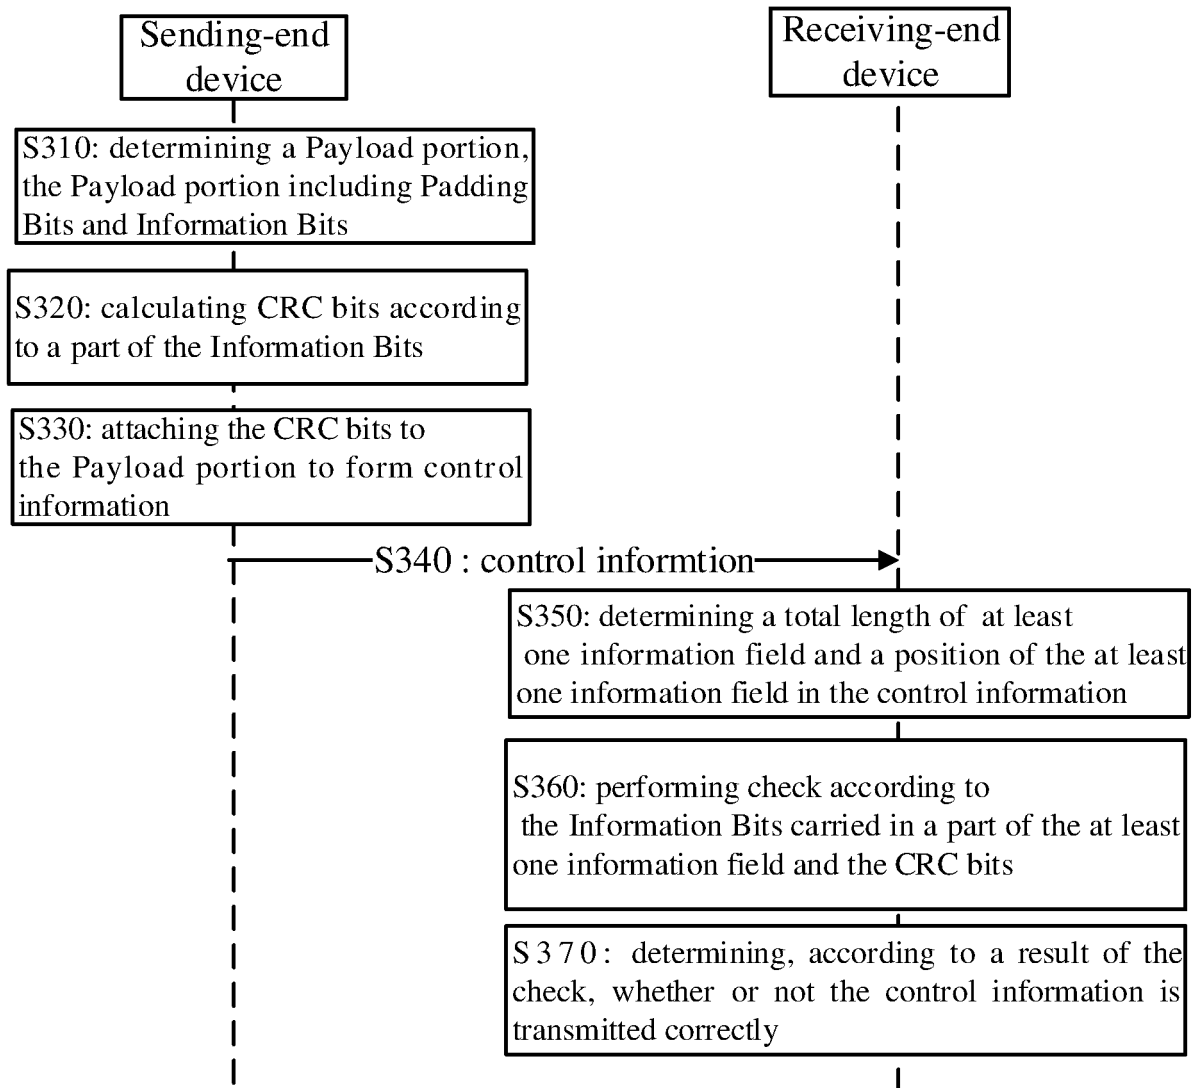 Sending-end
device
Receiving-end
device
S310: determining a Payload portion,
the Payload portion including Padding
Bits and Information Bits
S320: calculating CRC bits according
to a part of the Information Bits
S330: attaching the CRC bits to
the Payload portion to form control
information
S340 : control informtion
S350: determining a total length of at least
one information field and a position of the at least
one information field in the control information
S360: performing check according to
the Information Bits carried in a part of the at least
one information field and the CRC bits
S370: determining, according to a result of the
check, whether or not the control information is
transmitted correctly